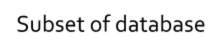 Subset of database